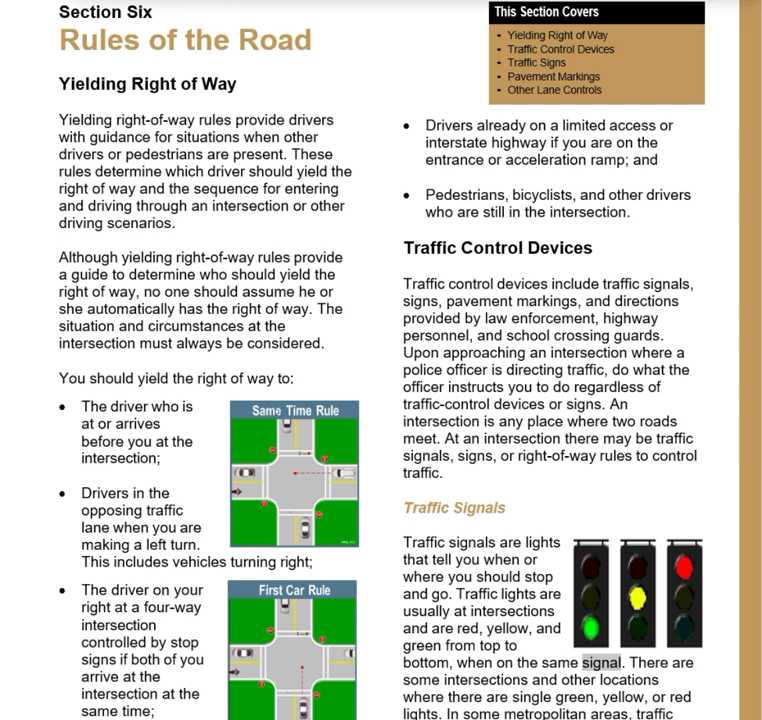 Section Six
Rules of the Road
This Section Covers
• Yielding Right of Way
• Traffic Control Devices
• Traffic Signs
• Pavement Markings
• Other Lane Controls
Yielding Right of Way
Yielding right-of-way rules provide drivers
with guidance for situations when other
drivers or pedestrians are present. These
rules determine which driver should yield the
right of way and the sequence for entering
and driving through an intersection or other
driving scenarios.
Although yielding right-of-way rules provide
a guide to determine who should yield the
right of way, no one should assume he or
she automatically has the right of way. The
situation and circumstances at the
intersection must always be considered.
You should yield the right of way to:
• The driver who is
at or arrives
before you at the
intersection;
Same Time Rule
• Drivers in the
opposing traffic
lane when you are
making a left turn.
This includes vehicles turning right;
• The driver on your
right at a four-way
intersection
controlled by stop
signs if both of you
arrive at the
intersection at the
same time;
First Car Rule
• Drivers already on a limited access or
interstate highway if you are on the
entrance or acceleration ramp; and
• Pedestrians, bicyclists, and other drivers
who are still in the intersection.
Traffic Control Devices
Traffic control devices include traffic signals,
signs, pavement markings, and directions
provided by law enforcement, highway
personnel, and school crossing guards.
Upon approaching an intersection where a
police officer is directing traffic, do what the
officer instructs you to do regardless of
traffic-control devices or signs. An
intersection is any place where two roads
meet. At an intersection there may be traffic
signals, signs, or right-of-way rules to control
traffic.
Traffic Signals
Traffic signals are lights
that tell you when or
where you should stop
and go. Traffic lights are
usually at intersections
and are red, yellow, and
green from top to
bottom, when on the same signal. There are
some intersections and other locations
where there are single green, yellow, or red
lights. In some metropolitan areas, traffic